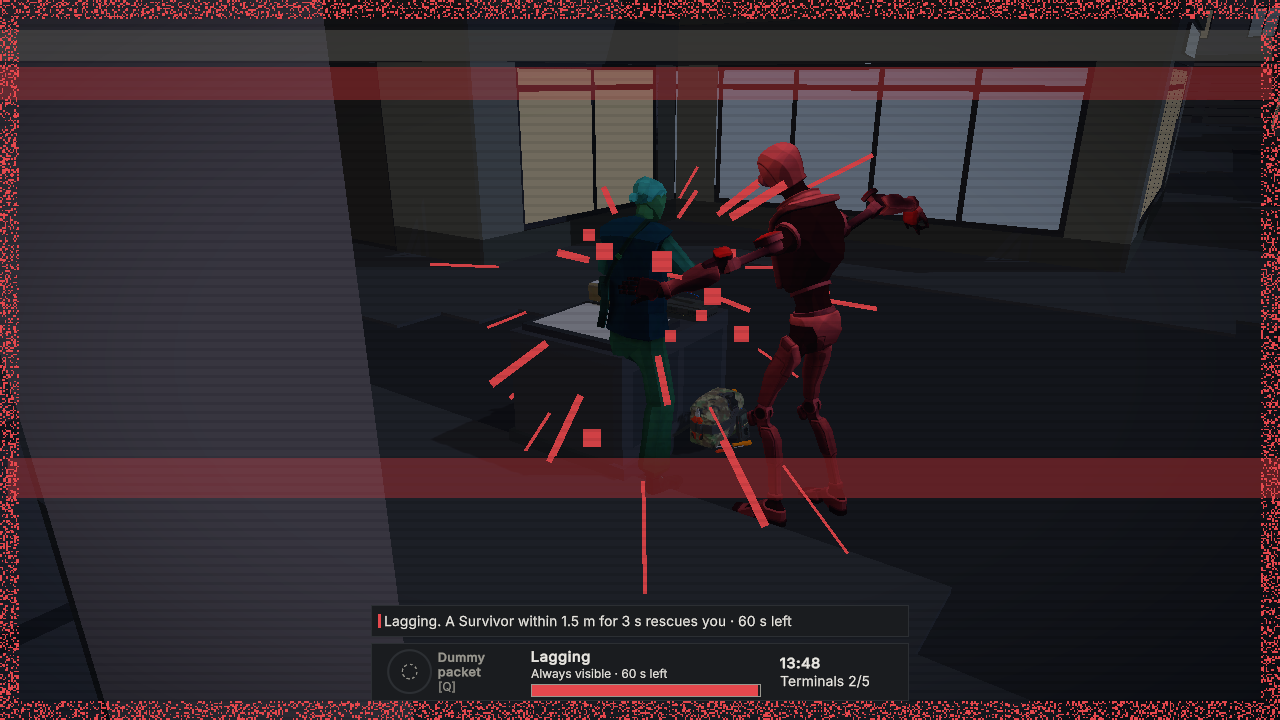 Lagging. A Survivor within 1.5 m for 3 s rescues you · 60 s left
Dummy
packet
[Q]
Lagging
Always visible · 60 s left
13:48
Terminals 2/5